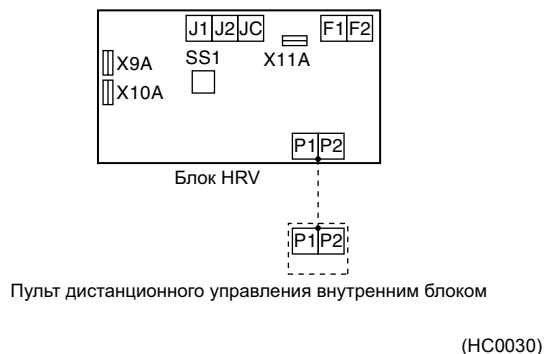 J1 J2 JC F1 F2
X9A SS1 X11A
X10A
P1 P2
Блок HRV
P1 P2
Пульт дистанционного управления внутренним блоком
(HC0030)